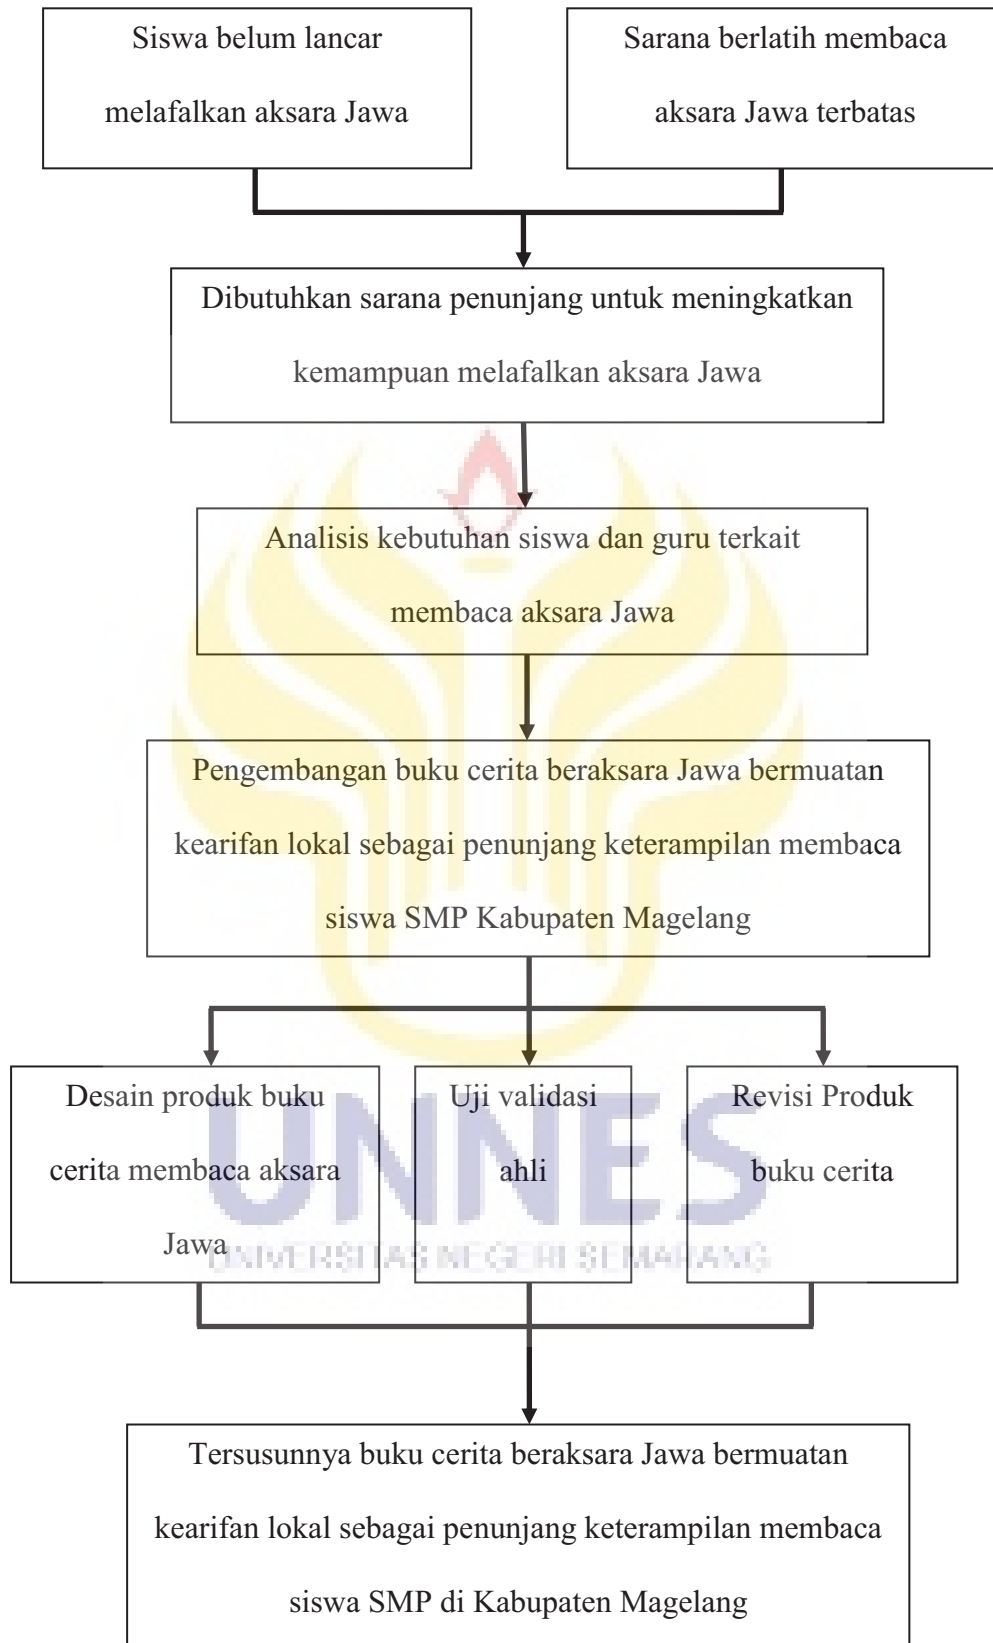 Siswa belum lancar
melafalkan aksara Jawa
Sarana berlatih membaca
aksara Jawa terbatas
Dibutuhkan sarana penunjang untuk meningkatkan
kemampuan melafalkan aksara Jawa
Analisis kebutuhan siswa dan guru terkait
membaca aksara Jawa
Pengembangan buku cerita beraksara Jawa bermuatan
kearifan lokal sebagai penunjang keterampilan membaca
siswa SMP Kabupaten Magelang
Desain produk buku
cerita membaca aksara
Jawa
Uji validasi
ahli
Revisi Produk
buku cerita
UNNES
UNIVERSITAS NEGERI SEMARANG
Tersusunnya buku cerita beraksara Jawa bermuatan
kearifan lokal sebagai penunjang keterampilan membaca
siswa SMP di Kabupaten Magelang